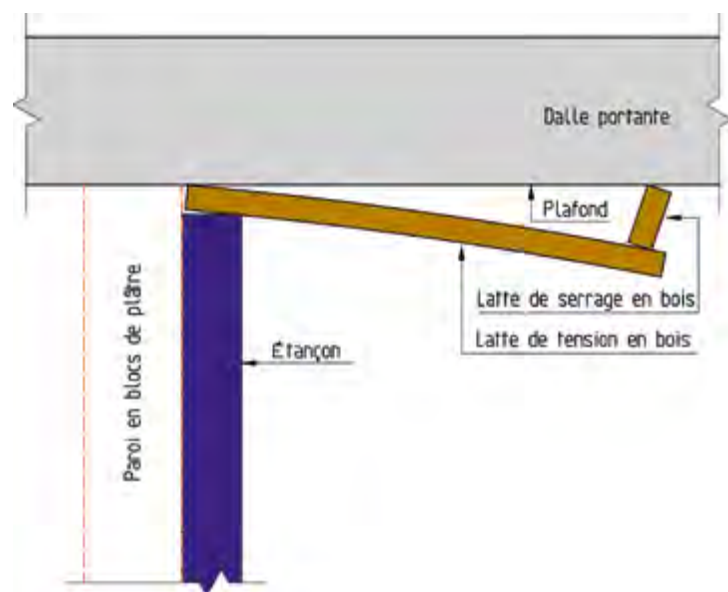 Dalle portante
Plafond
Latte de serrage en bois
Latte de tension en bois
Étançon
Paroi en blocs de plâtre